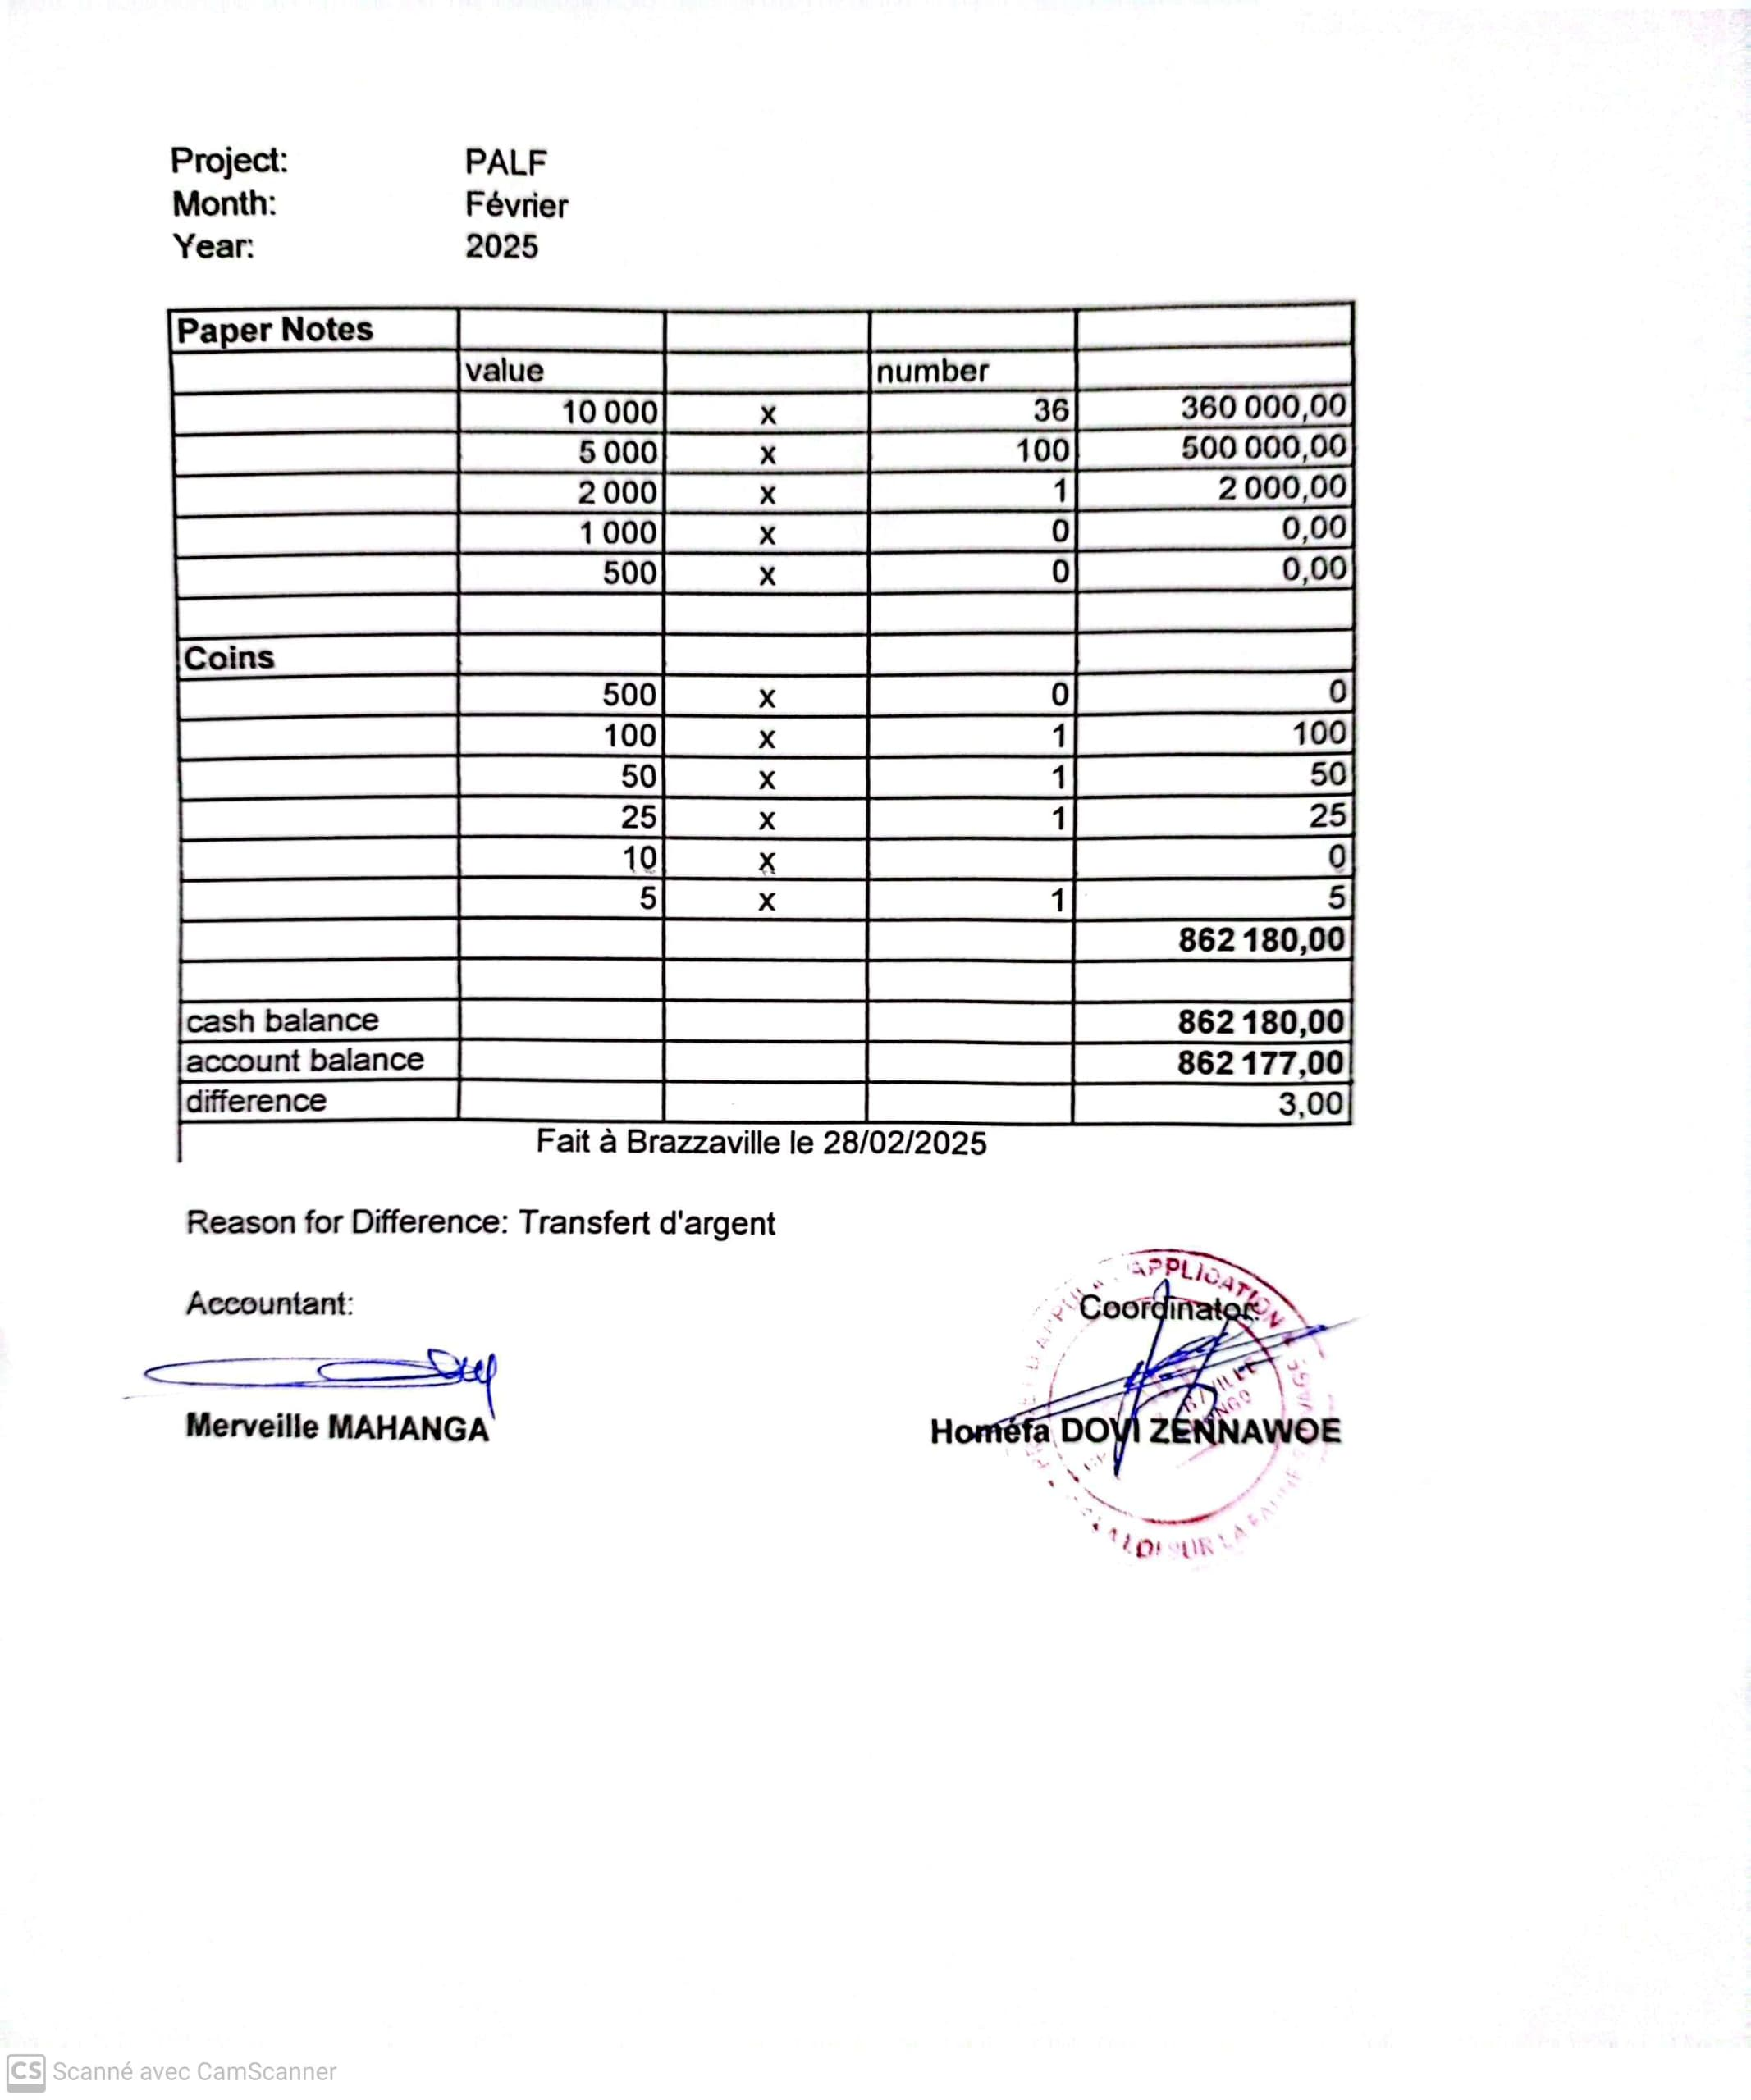 Project: PALF
Month: Février
Year: 2025
Paper Notes
value number
10 000 x 36 360 000,00
5 000 x 100 500 000,00
2 000 x 1 2 000,00
1 000 x 0 0,00
500 x 0 0,00
Coins
500 x 0 0
100 x 1 100
50 x 1 50
25 x 1 25
10 x 0
5 x 1 5
862 180,00
cash balance 862 180,00
account balance 862 177,00
difference 3,00
Fait à Brazzaville le 28/02/2025
Reason for Difference: Transfert d'argent
Accountant: Coordinator:
APPLICATION
LOI SUR LA
Merveille MAHANGA Homéfa DOVI ZENNAWOE
CS Scanné avec CamScanner